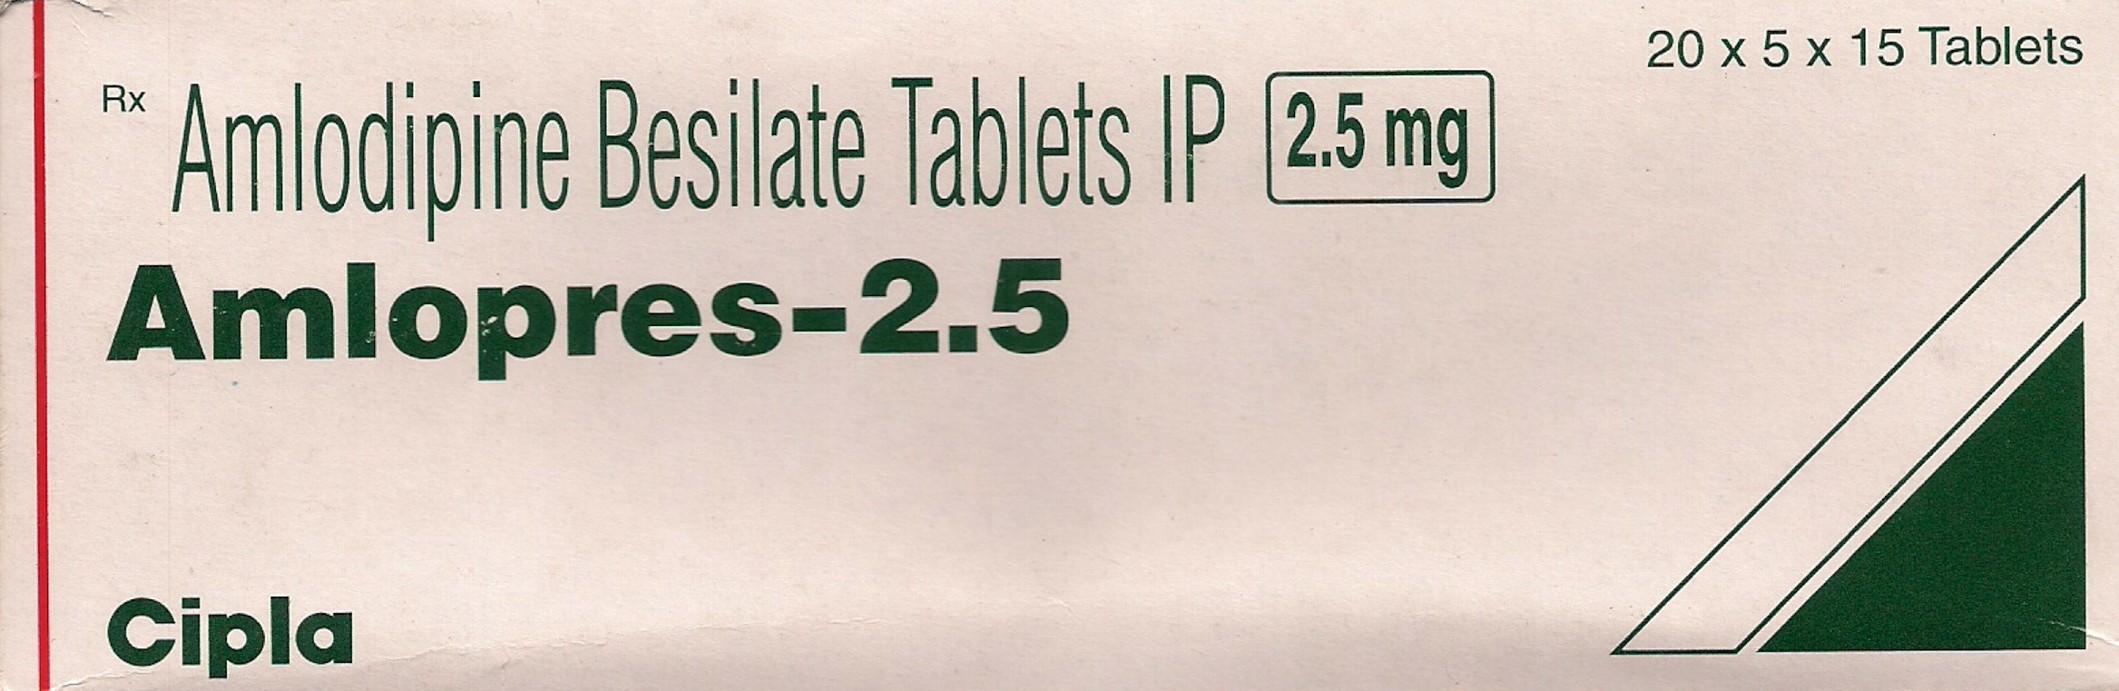 20 x 5 x 15 Tablets
Rx Amlodipine Besilate Tablets IP 2.5 mg
Amlopres-2.5
Cipla